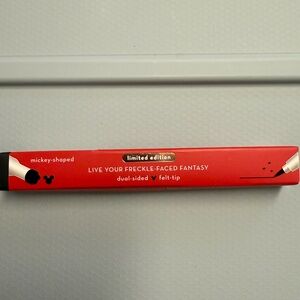 mickey-shaped
limited edition
LIVE YOUR FRECKLE-FACED FANTASY
dual-sided felt-tip